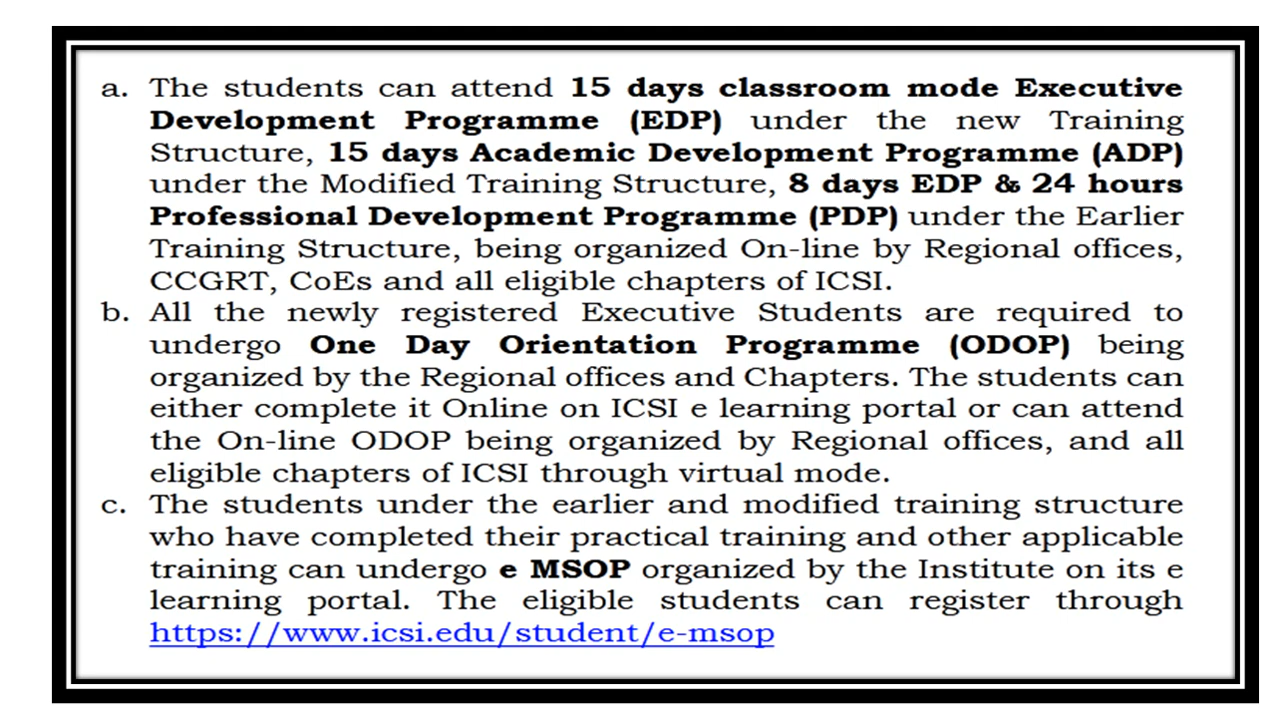 a. The students can attend 15 days classroom mode Executive
Development Programme (EDP) under the new Training
Structure, 15 days Academic Development Programme (ADP)
under the Modified Training Structure, 8 days EDP & 24 hours
Professional Development Programme (PDP) under the Earlier
Training Structure, being organized On-line by Regional offices,
CCGRT, CoEs and all eligible chapters of ICSI.
b. All the newly registered Executive Students are required to
undergo One Day Orientation Programme (ODOP) being
organized by the Regional offices and Chapters. The students can
either complete it Online on ICSI e learning portal or can attend
the On-line ODOP being organized by Regional offices, and all
eligible chapters of ICSI through virtual mode.
c. The students under the earlier and modified training structure
who have completed their practical training and other applicable
training can undergo e MSOP organized by the Institute on its e
learning portal. The eligible students can register through
https://www.icsi.edu/student/e-msop